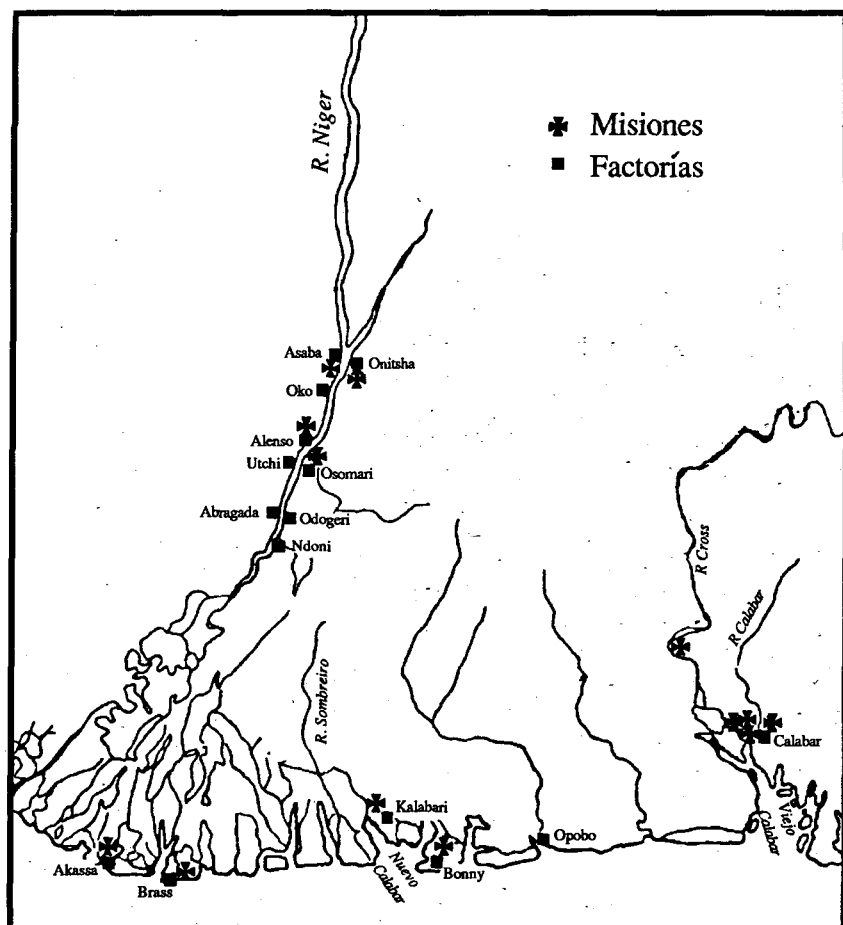 R. Niger
Misiones
Factorías
Asaba
Onitsha
Oko
Alenso
Utchi
Osomari
Abragada
Odogeri
Ndoni
R Cross
R Calabar
R. Sombreiro
Calabar
Kalabari
Opobo
Nuevo
Calabar
Viejo
Calabar
Akassa
Brass
Bonny